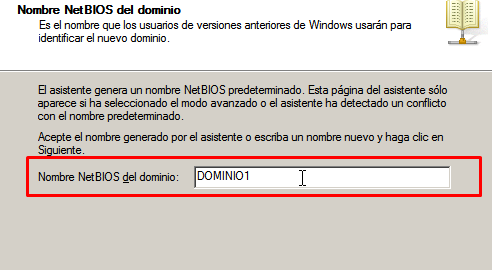 Nombre NetBIOS del dominio
Es el nombre que los usuarios de versiones anteriores de Windows usarán para
identificar el nuevo dominio.
El asistente genera un nombre NetBIOS predeterminado. Esta página del asistente sólo
aparece si ha seleccionado el modo avanzado o el asistente ha detectado un conflicto
con el nombre predeterminado.
Acepte el nombre generado por el asistente o escriba un nombre nuevo y haga clic en
Siguiente.
Nombre NetBIOS del dominio: DOMINIO1